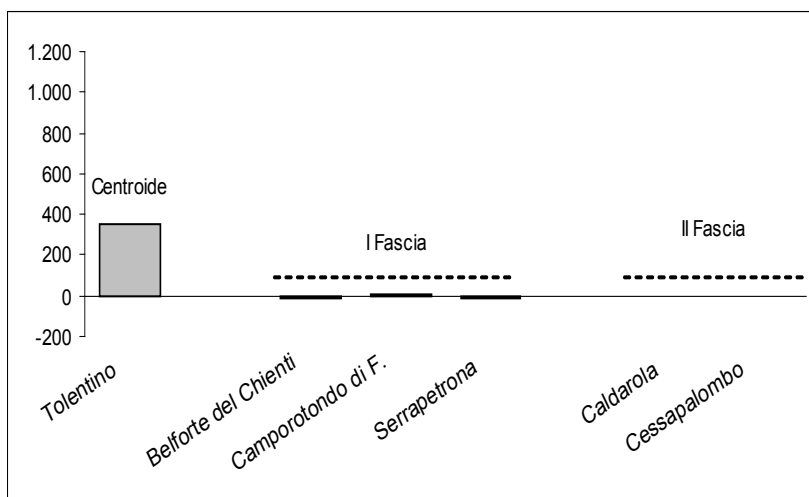 1.200
1.000
800
600
400
200
0
-200
Centroide
I Fascia
II Fascia
Tolentino
Belforte del Chienti
Camporotondo di F.
Serrapetrona
Caldarola
Cessapalombo